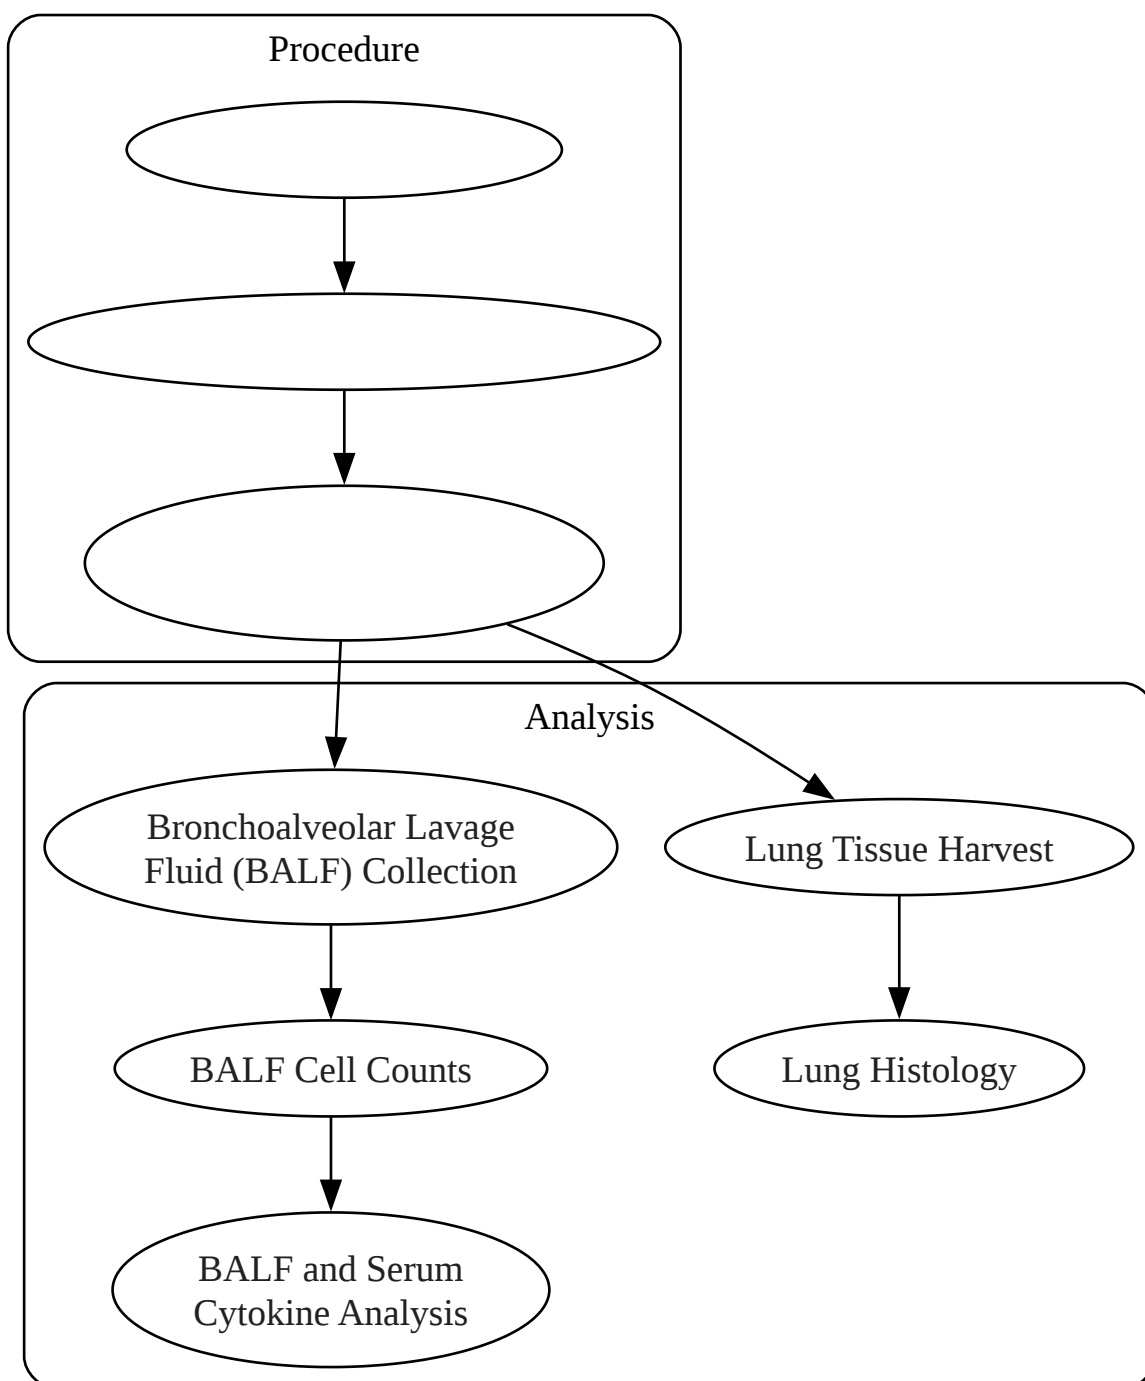 Procedure
Analysis
Bronchoalveolar Lavage
Fluid (BALF) Collection
Lung Tissue Harvest
BALF Cell Counts
Lung Histology
BALF and Serum
Cytokine Analysis